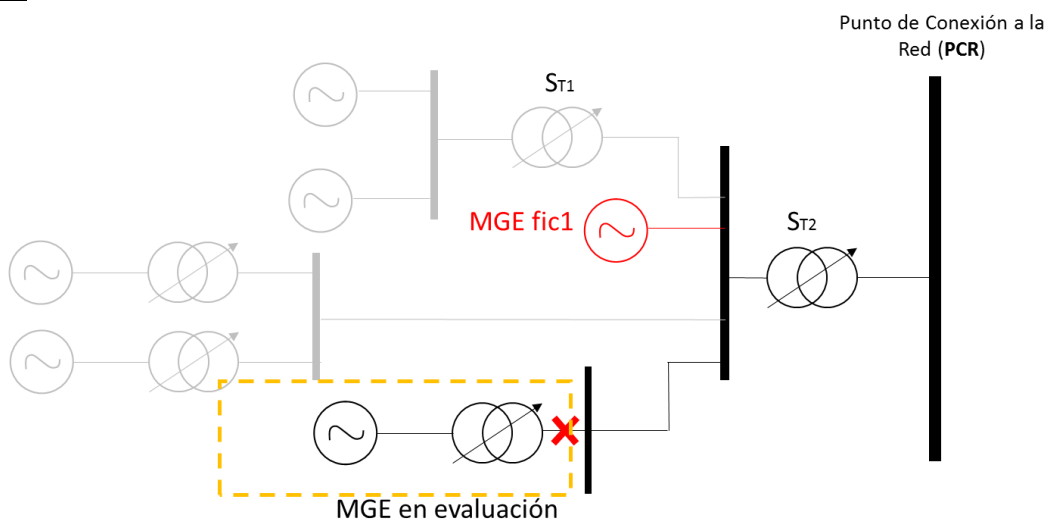 Punto de Conexión a la
Red (PCR)
ST1
MGE fic1
ST2
MGE en evaluación